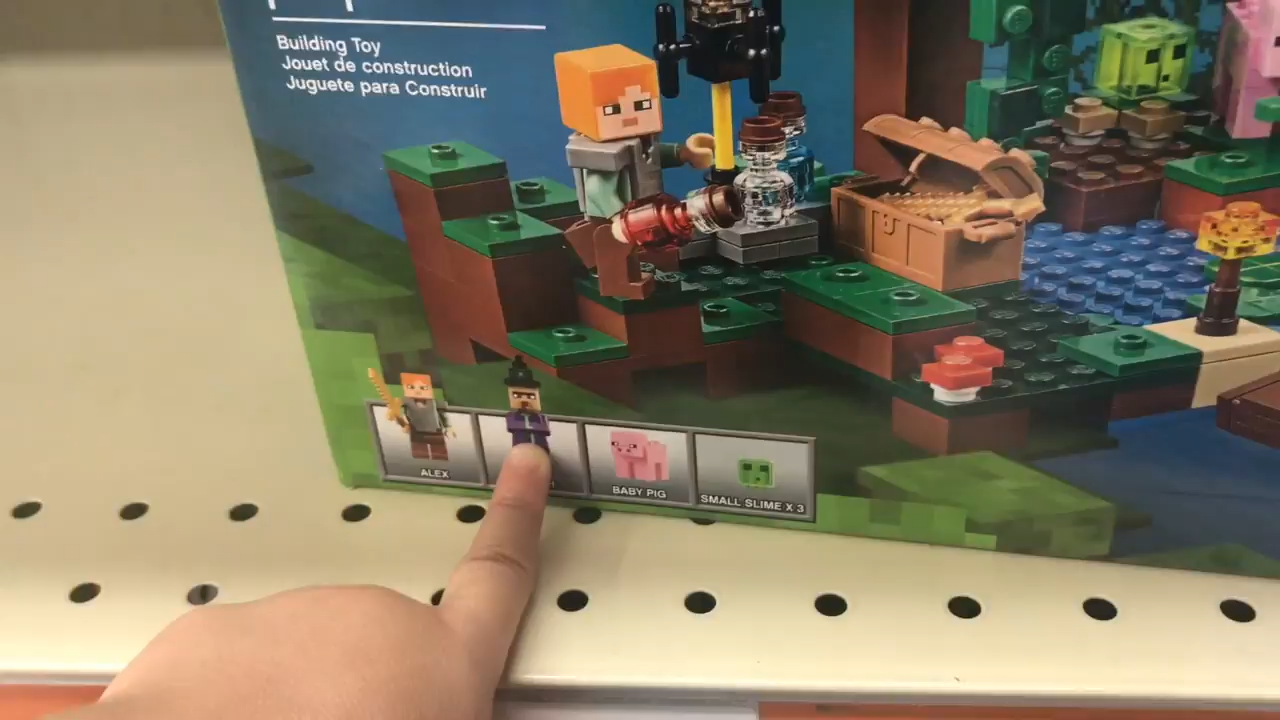 Building Toy
Jouet de construction
Juguete para Construir
ALEX
BABY PIG
SMALL SLIME X 3